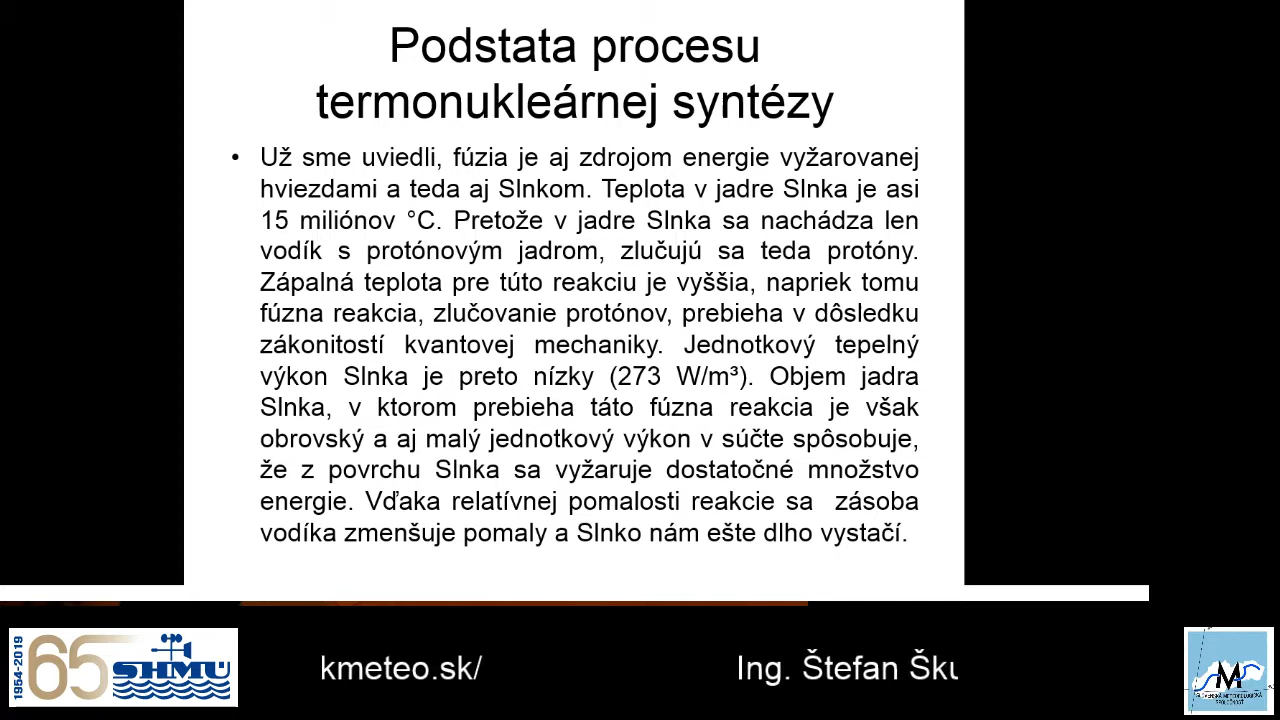 Podstata procesu
termonukleárnej syntézy
• Už sme uviedli, fúzia je aj zdrojom energie vyžarovanej
hviezdami a teda aj Slnkom. Teplota v jadre Slnka je asi
15 miliónov °C. Pretože v jadre Slnka sa nachádza len
vodík s protónovým jadrom, zlučujú sa teda protóny.
Zápalná teplota pre túto reakciu je vyššia, napriek tomu
fúzna reakcia, zlučovanie protónov, prebieha v dôsledku
zákonitostí kvantovej mechaniky. Jednotkový tepelný
výkon Slnka je preto nízky (273 W/m³). Objem jadra
Slnka, v ktorom prebieha táto fúzna reakcia je však
obrovský a aj malý jednotkový výkon v súčte spôsobuje,
že z povrchu Slnka sa vyžaruje dostatočné množstvo
energie. Vďaka relatívnej pomalosti reakcie sa zásoba
vodíka zmenšuje pomaly a Slnko nám ešte dlho vystačí.
1954-2019
65 SHMU
kmeteo.sk/
Ing. Štefan Šku
M
SLOVENSKÁ METEOROLOGICKÁ
SPOLOČNOSŤ